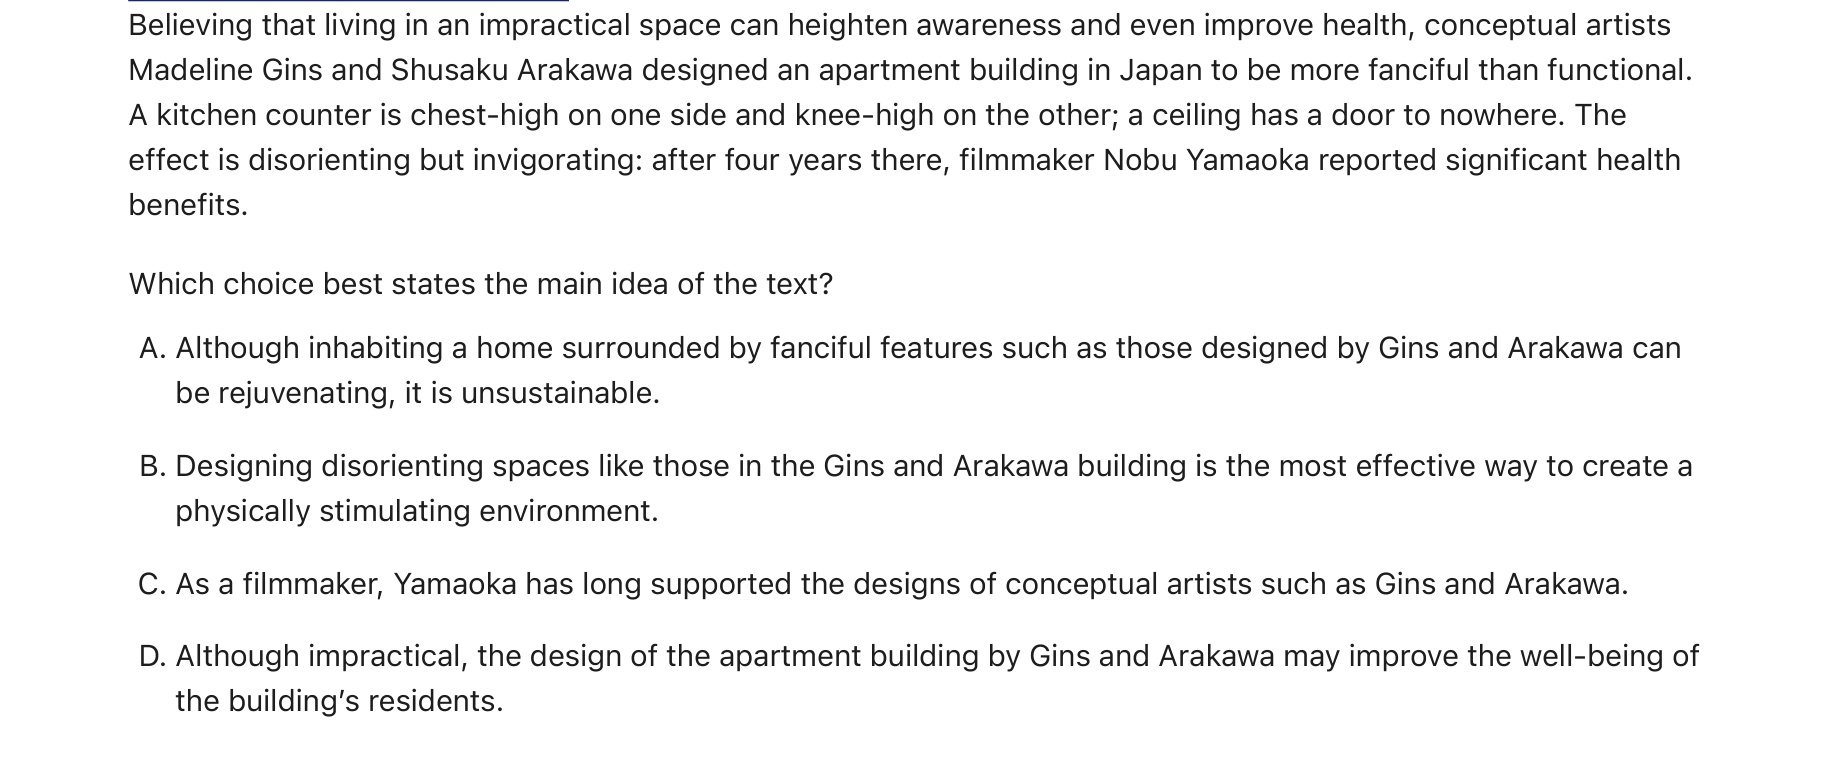 Believing that living in an impractical space can heighten awareness and even improve health, conceptual artists
Madeline Gins and Shusaku Arakawa designed an apartment building in Japan to be more fanciful than functional.
A kitchen counter is chest-high on one side and knee-high on the other; a ceiling has a door to nowhere. The
effect is disorienting but invigorating: after four years there, filmmaker Nobu Yamaoka reported significant health
benefits.
Which choice best states the main idea of the text?
A. Although inhabiting a home surrounded by fanciful features such as those designed by Gins and Arakawa can
be rejuvenating, it is unsustainable.
B. Designing disorienting spaces like those in the Gins and Arakawa building is the most effective way to create a
physically stimulating environment.
C. As a filmmaker, Yamaoka has long supported the designs of conceptual artists such as Gins and Arakawa.
D. Although impractical, the design of the apartment building by Gins and Arakawa may improve the well-being of
the building’s residents.